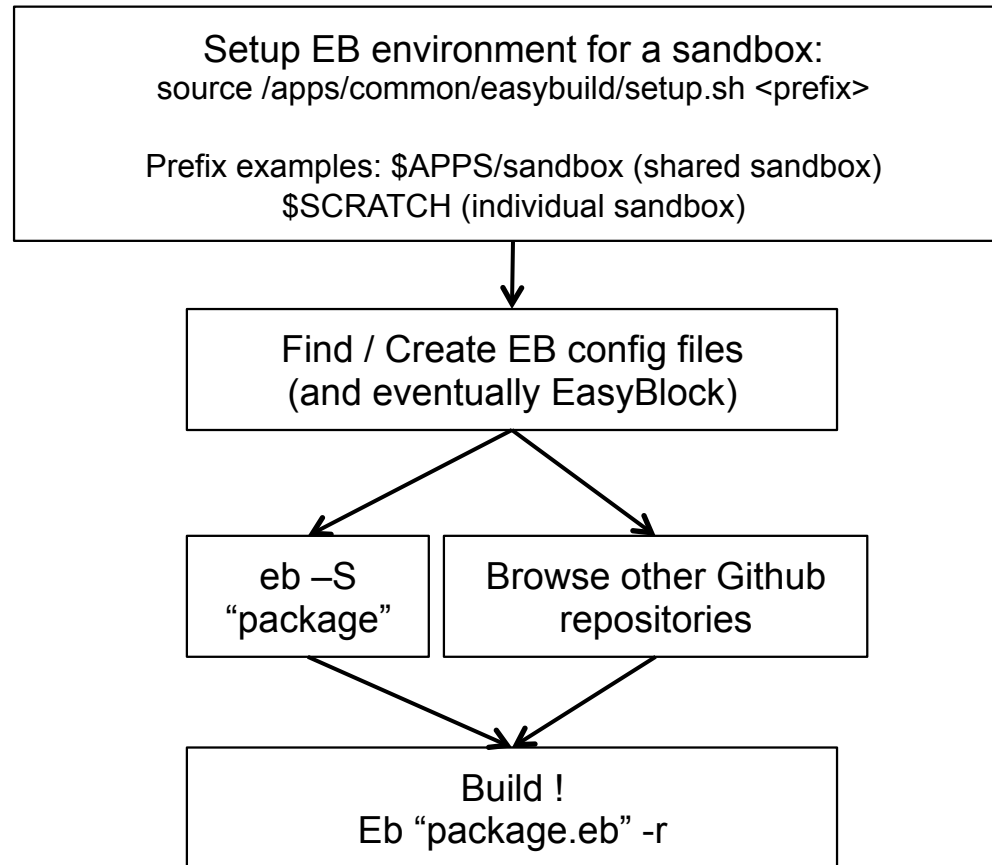 Setup EB environment for a sandbox:
source /apps/common/easybuild/setup.sh <prefix>
Prefix examples: $APPS/sandbox (shared sandbox)
$SCRATCH (individual sandbox)
Find / Create EB config files
(and eventually EasyBlock)
eb –S
“package”
Browse other Github
repositories
Build !
Eb “package.eb” -r